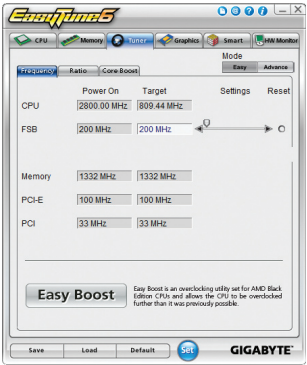 EasyTune6
CPU Memory Tuner Graphics Smart HW Monitor
Mode
Easy Advance
Frequency Ratio Core Boost
Power On Target Settings Reset
CPU 2800.00 MHz 809.44 MHz
FSB 200 MHz 200 MHz
Memory 1332 MHz 1332 MHz
PCI-E 100 MHz 100 MHz
PCI 33 MHz 33 MHz
Easy Boost
Easy Boost is an overclocking utility set for AMD Black
Edition CPUs and allows the CPU to be overclocked
further than it was previously possible.
Save Load Default Set GIGABYTE